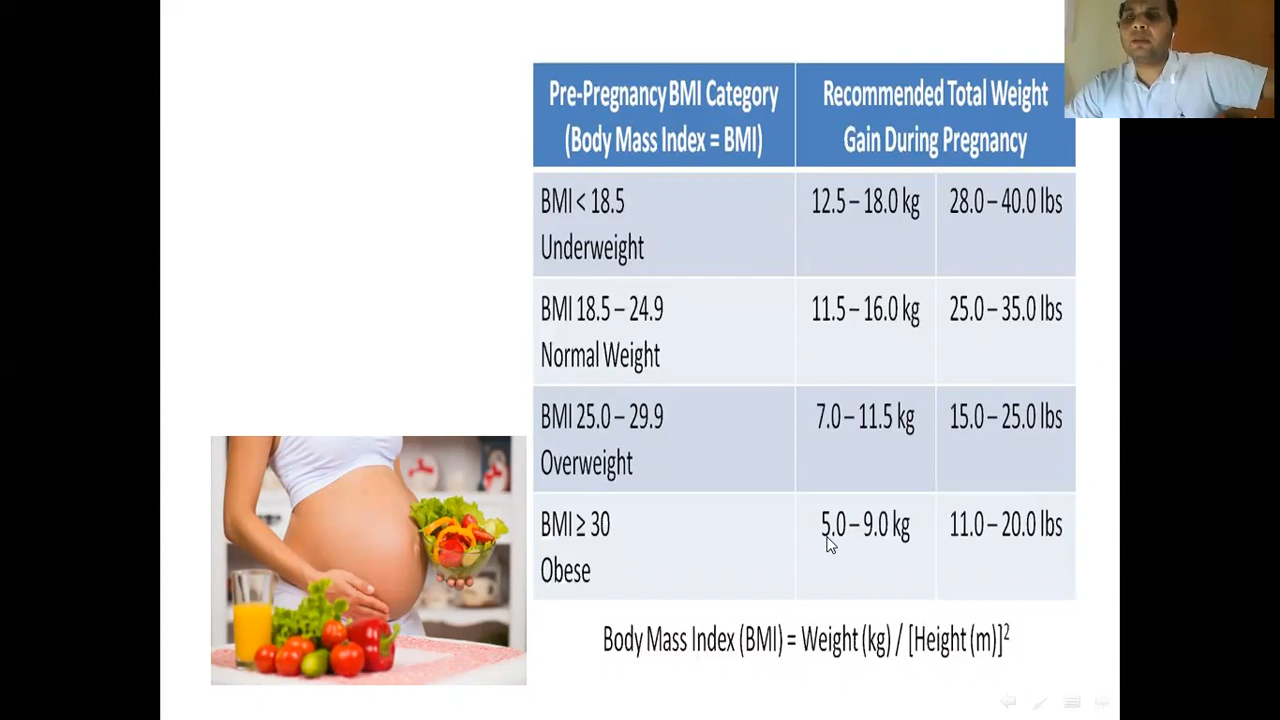 Pre-Pregnancy BMI Category
(Body Mass Index = BMI)
Recommended Total Weight
Gain During Pregnancy
BMI < 18.5
Underweight
12.5 – 18.0 kg
28.0 – 40.0 lbs
BMI 18.5 – 24.9
Normal Weight
11.5 – 16.0 kg
25.0 – 35.0 lbs
BMI 25.0 – 29.9
Overweight
7.0 – 11.5 kg
15.0 – 25.0 lbs
BMI ≥ 30
Obese
5.0 – 9.0 kg
11.0 – 20.0 lbs
Body Mass Index (BMI) = Weight (kg) / [Height (m)]²